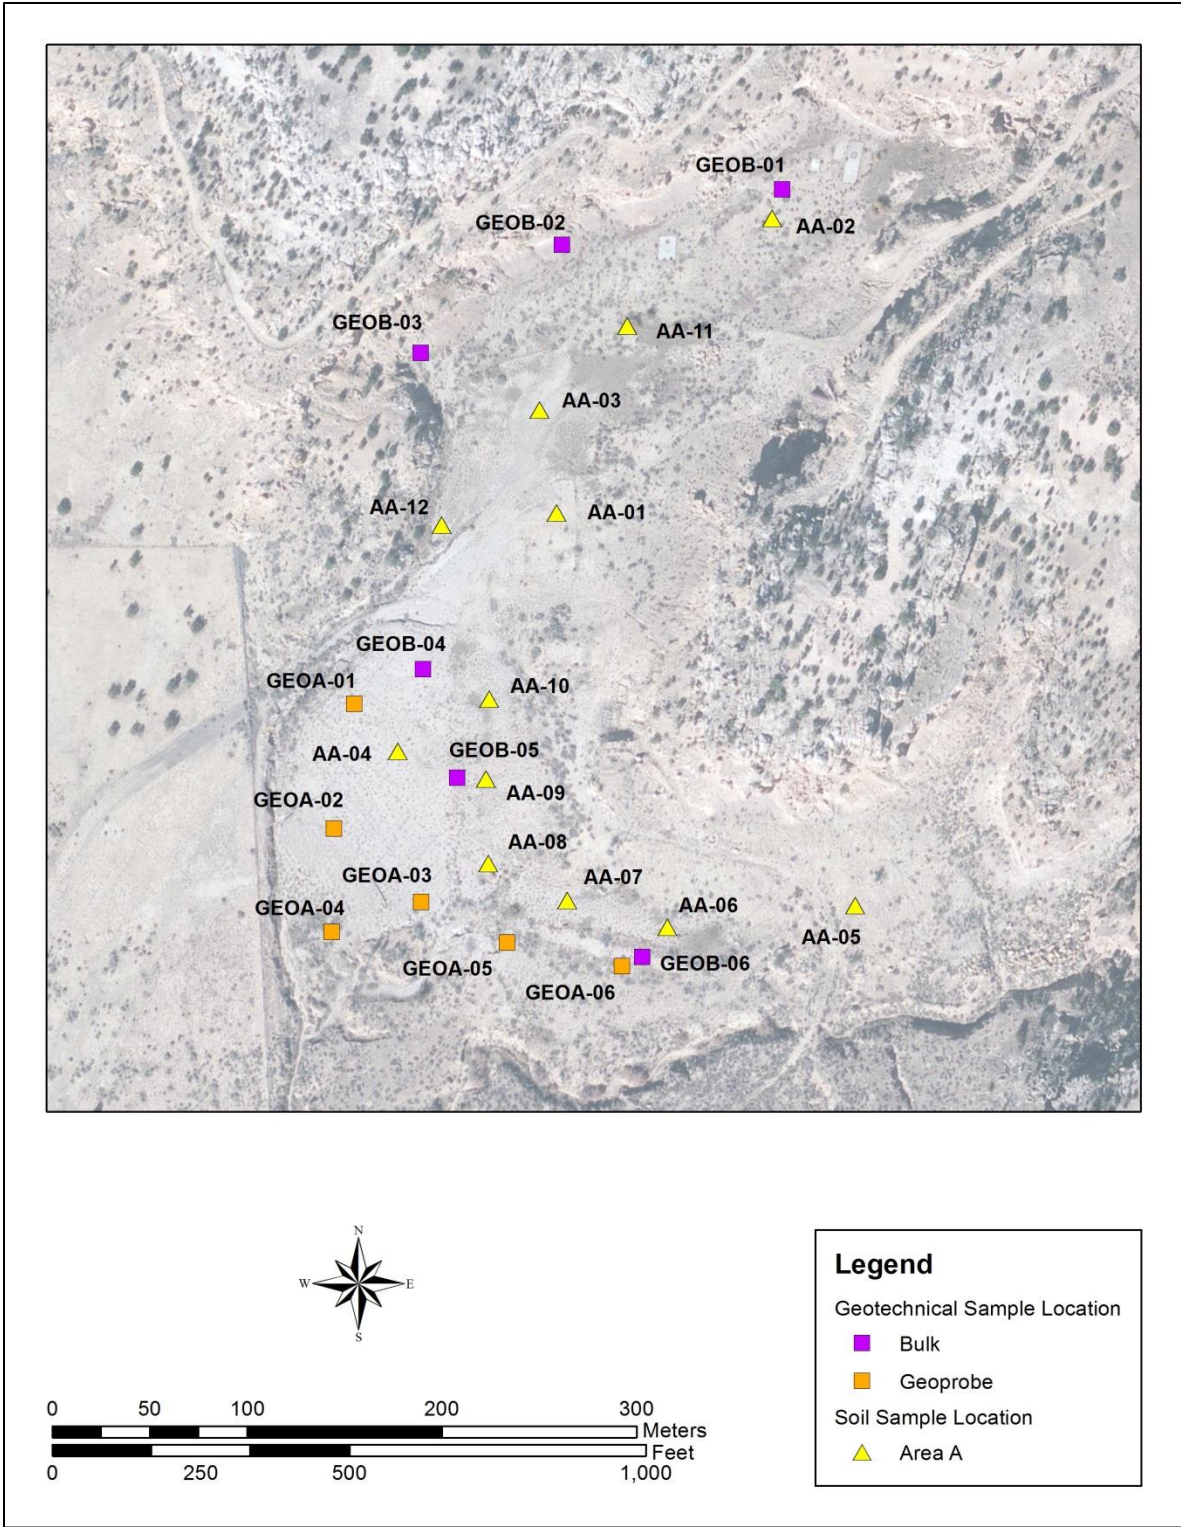 GEOB-01
AA-02
GEOB-02
GEOB-03
AA-11
AA-03
AA-12
AA-01
GEOB-04
GEOA-01
AA-10
AA-04
GEOB-05
AA-09
GEOA-02
AA-08
GEOA-03
AA-07
GEOA-04
AA-06
AA-05
GEOA-05
GEOB-06
GEOA-06
N
W E
S
0 50 100 200 300
Meters
Feet
0 250 500 1,000
Legend
Geotechnical Sample Location
Bulk
Geoprobe
Soil Sample Location
Area A